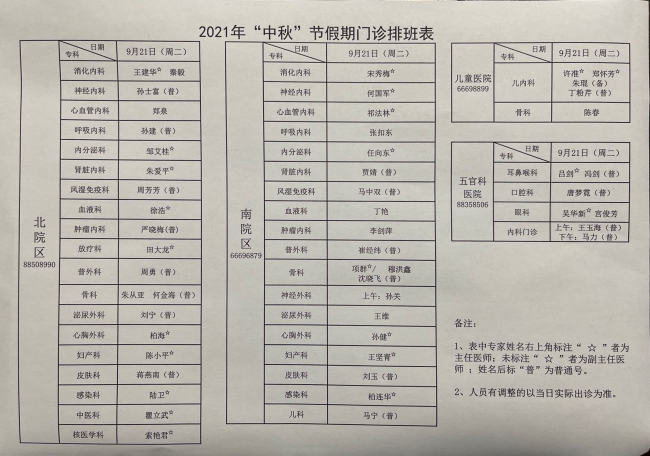 2021年“中秋”节假期门诊排班表
日期
专科
9月21日（周二）
北院区
88508990
消化内科 王建华☆ 秦毅
神经内科 孙士富（普）
心血管内科 郑泉
呼吸内科 孙建（普）
内分泌科 邹艾桂☆
肾脏内科 朱爱平☆
风湿免疫科 周芳芳（普）
血液科 徐浩☆
肿瘤内科 严晓梅(普）
放疗科 田大龙☆
普外科 周勇（普）
骨科 朱从亚 何金海（普）
泌尿外科 刘宁（普）
心胸外科 柏海☆
妇产科 陈小平☆
皮肤科 蒋燕南（普）
感染科 陆卫☆
中医科 瞿立武☆
核医学科 索艳君☆
日期
专科
9月21日（周二）
南院区
66696879
消化内科 宋秀梅☆
神经内科 何国军☆
心血管内科 祁法林☆
呼吸内科 张扣东
内分泌科 任向东☆
肾脏内科 贾婧（普）
风湿免疫科 马中双（普）
血液科 丁艳
肿瘤内科 李剑萍
普外科 崔经纬（普）
骨科 项群☆/ 穆洪鑫
沈晓飞（普）
神经外科 上午：孙关
泌尿外科 王维
心胸外科 孙健☆
妇产科 王坚青☆
皮肤科 刘玉（普）
感染科 柏连华☆
儿科 马宁（普）
日期
专科
9月21日（周二）
儿童医院
66698899
儿内科 许准☆ 郑怀芳☆
朱琨（备）
丁粉芹（普）
骨科 陈春
日期
专科
9月21日（周二）
五官科
医院
88358506
耳鼻喉科 吕剑☆ 冯剑（普）
口腔科 唐梦霓（普）
眼科 吴华新☆ 宫俊芳
内科门诊 上午：王玉海（普）
下午：马力（普）
备注：
1、表中专家姓名右上角标注“ ☆ ”者为
主任医师；未标注“ ☆ ”者为副主任医
师 ；姓名后标“普”为普通号。
2、人员有调整的以当日实际出诊为准。